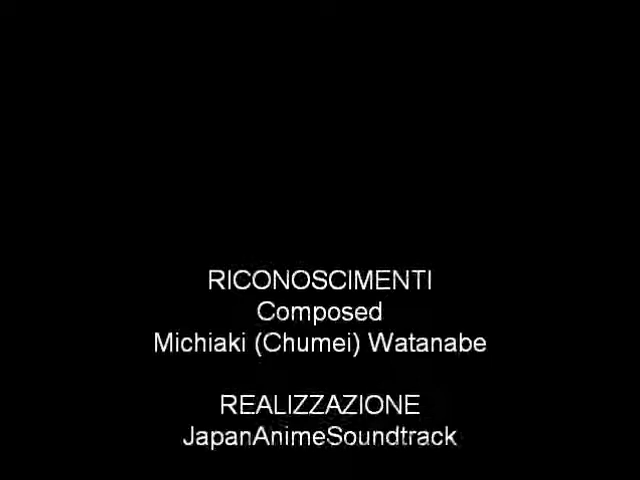 RICONOSCIMENTI
Composed
Michiaki (Chumei) Watanabe
REALIZZAZIONE
JapanAnimeSoundtrack